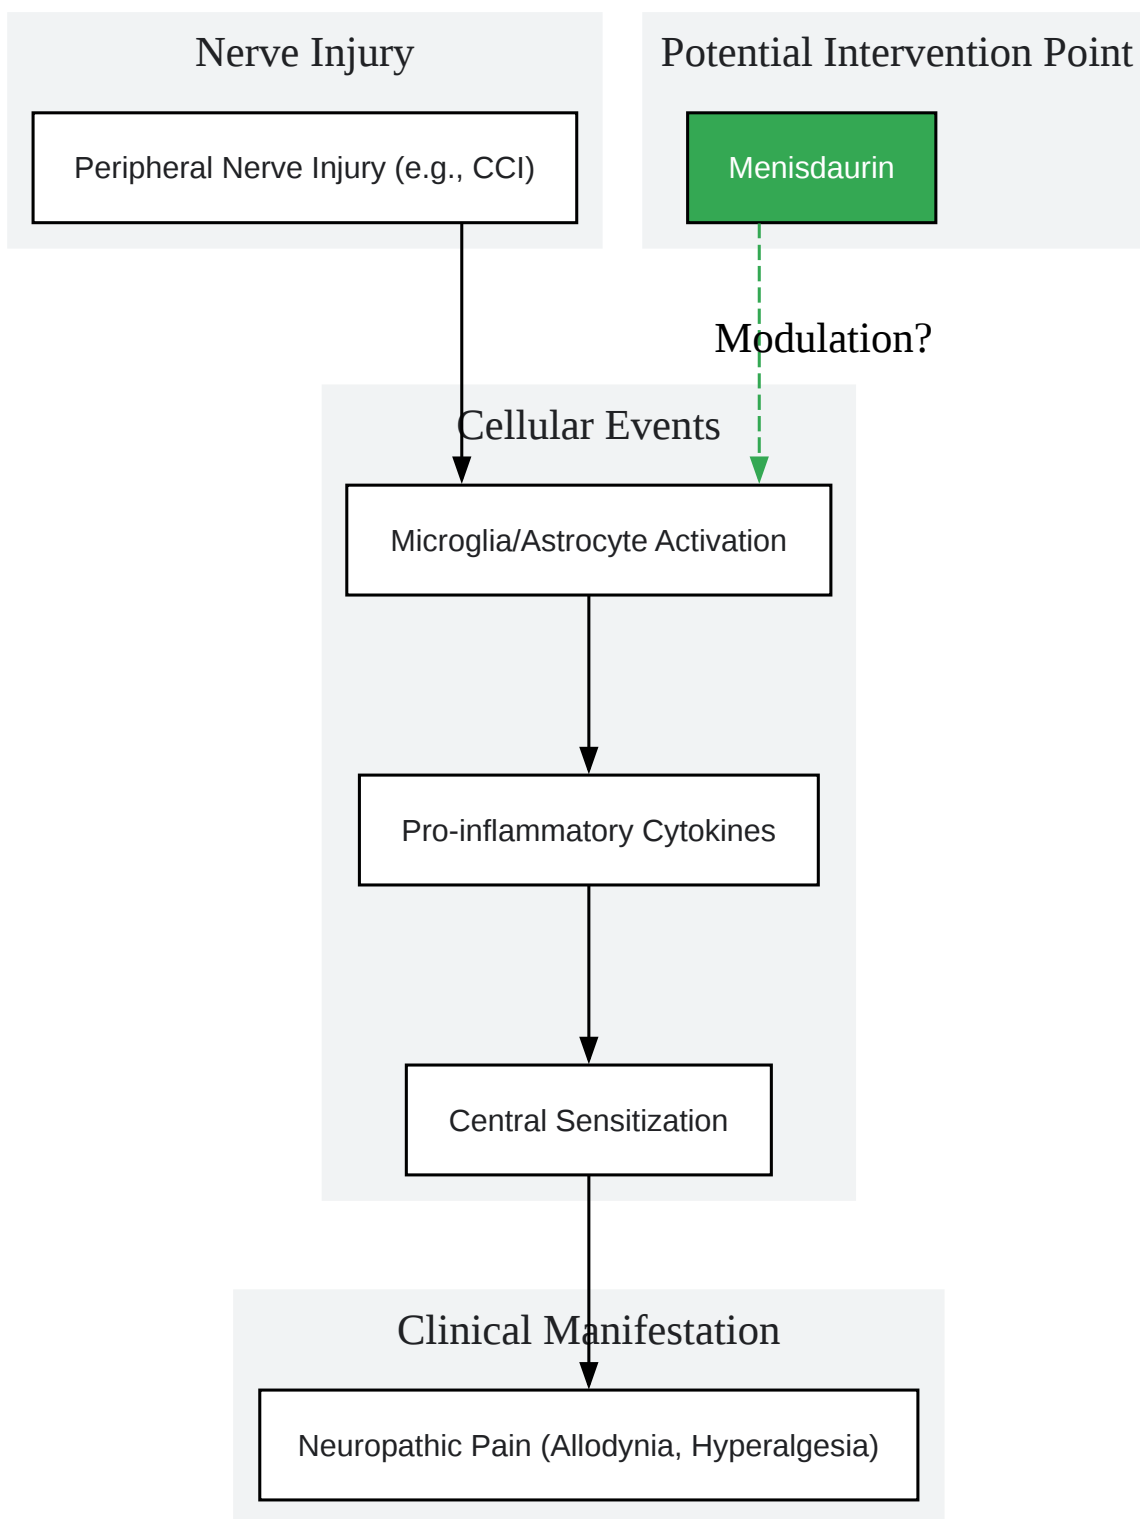 Nerve Injury
Potential Intervention Point
Peripheral Nerve Injury (e.g., CCI)
Menisdaurin
Modulation?
Cellular Events
Microglia/Astrocyte Activation
Pro-inflammatory Cytokines
Central Sensitization
Clinical Manifestation
Neuropathic Pain (Allodynia, Hyperalgesia)